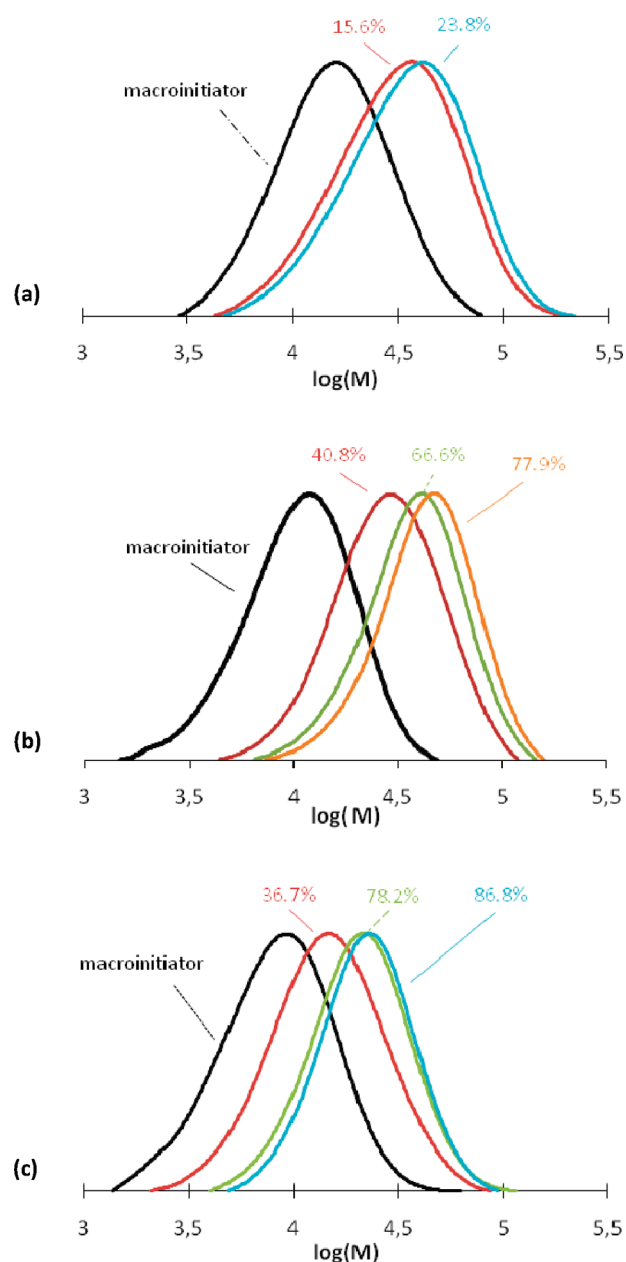 15.6% 23.8%
macroinitiator
(a)
3 3,5 4 4,5 5 5,5
log(M)
40.8% 66.6% 77.9%
macroinitiator
(b)
3 3,5 4 4,5 5 5,5
log( M)
36.7% 78.2% 86.8%
macroinitiator
(c)
3 3,5 4 4,5 5 5,5
log(M)